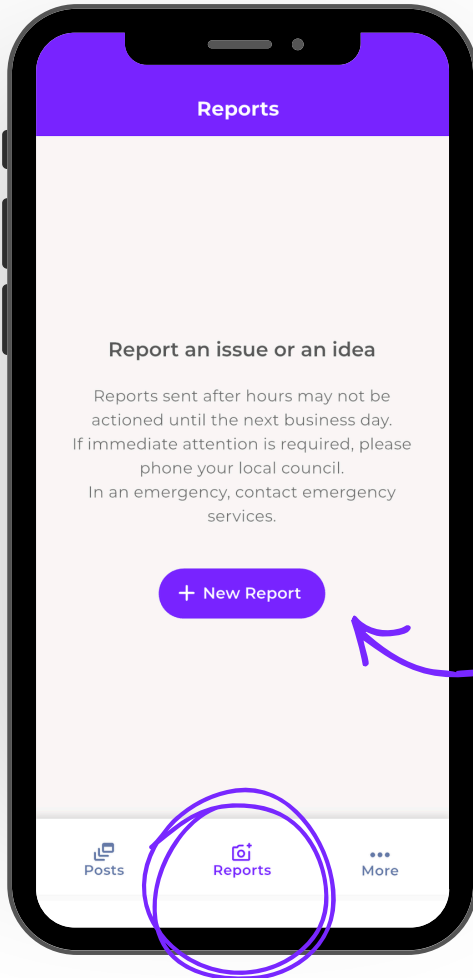 Reports
Report an issue or an idea
Reports sent after hours may not be
actioned until the next business day.
If immediate attention is required, please
phone your local council.
In an emergency, contact emergency
services.
New Report
Posts
Reports
More